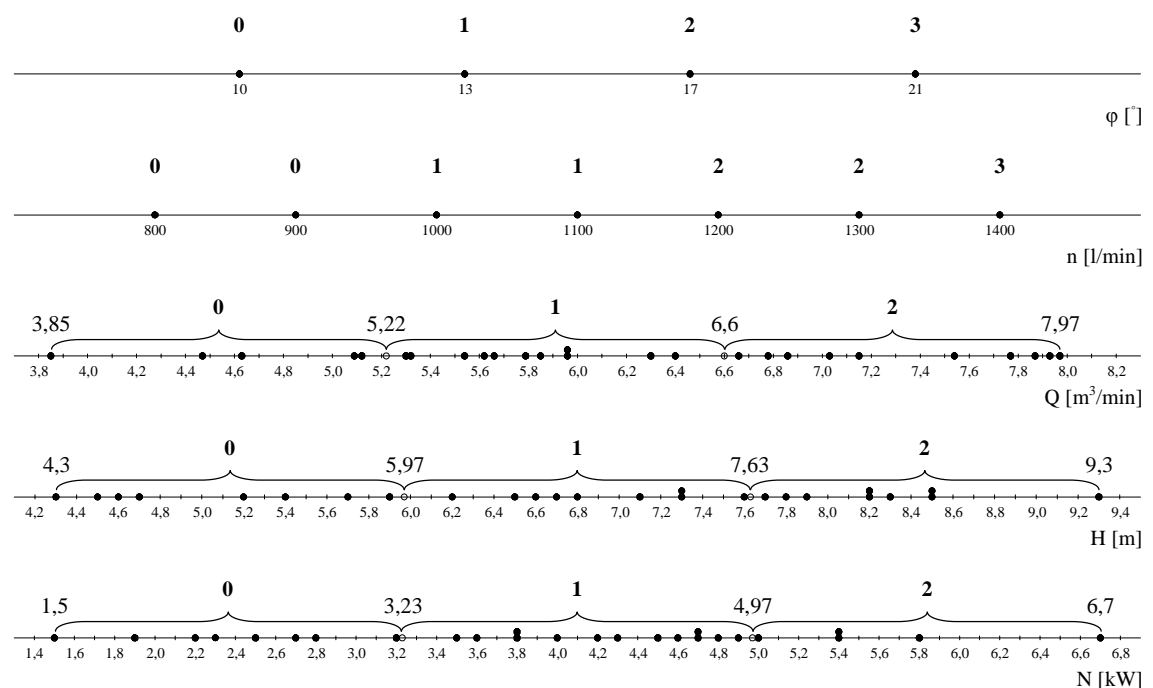 0 1 2 3
10 13 17 21
φ [°]
0 0 1 1 2 2 3
800 900 1000 1100 1200 1300 1400
n [l/min]
0 1 2
3,85 5,22 6,6 7,97
3,8 4,0 4,2 4,4 4,6 4,8 5,0 5,2 5,4 5,6 5,8 6,0 6,2 6,4 6,6 6,8 7,0 7,2 7,4 7,6 7,8 8,0 8,2
Q [m³/min]
0 1 2
4,3 5,97 7,63 9,3
4,2 4,4 4,6 4,8 5,0 5,2 5,4 5,6 5,8 6,0 6,2 6,4 6,6 6,8 7,0 7,2 7,4 7,6 7,8 8,0 8,2 8,4 8,6 8,8 9,0 9,2 9,4
H [m]
0 1 2
1,5 3,23 4,97 6,7
1,4 1,6 1,8 2,0 2,2 2,4 2,6 2,8 3,0 3,2 3,4 3,6 3,8 4,0 4,2 4,4 4,6 4,8 5,0 5,2 5,4 5,6 5,8 6,0 6,2 6,4 6,6 6,8
N [kW]